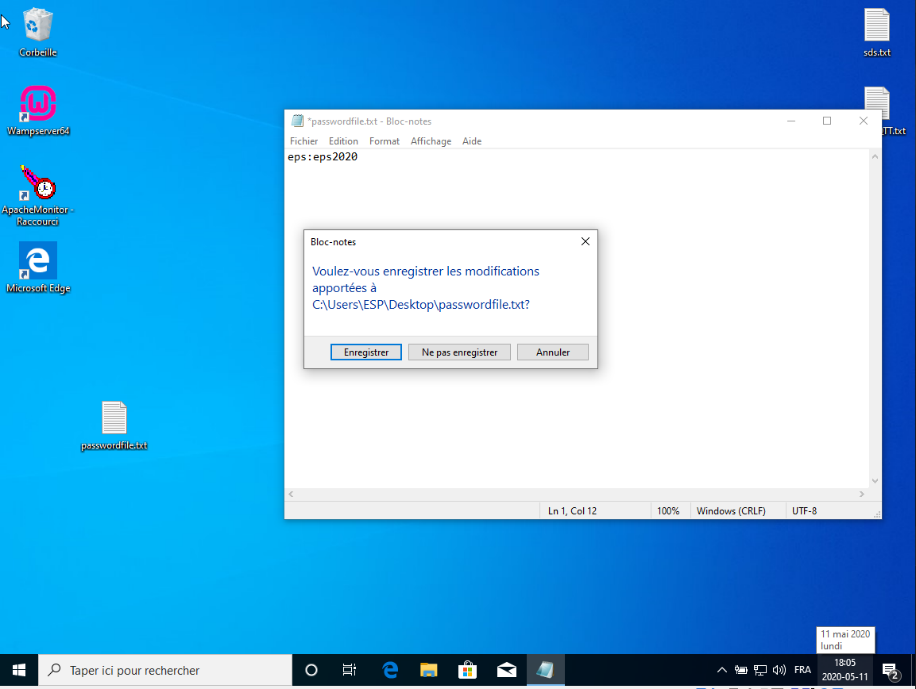 Corbeille
Wampserver64
ApacheMonitor -
Raccourci
Microsoft Edge
passwordfile.txt
sds.txt
TT.txt
*passwordfile.txt - Bloc-notes
Fichier Edition Format Affichage Aide
eps:eps2020
Bloc-notes
Voulez-vous enregistrer les modifications
apportées à
C:\Users\ESP\Desktop\passwordfile.txt?
Enregistrer Ne pas enregistrer Annuler
Ln 1, Col 12 100% Windows (CRLF) UTF-8
11 mai 2020
lundi
Taper ici pour rechercher
FRA
18:05
2020-05-11
2